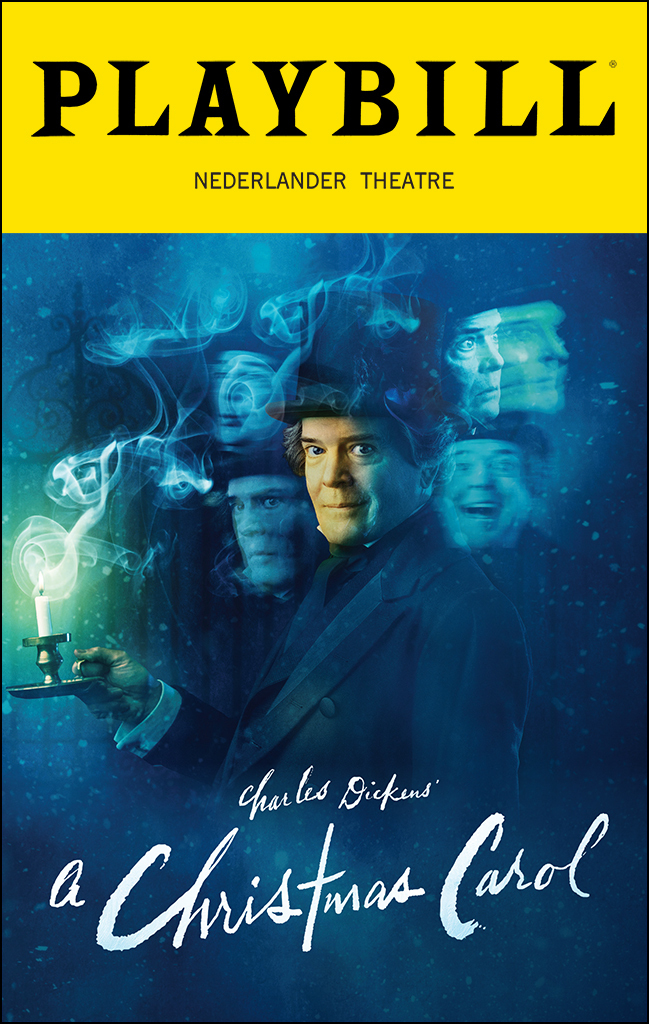 PLAYBILL®
NEDERLANDER THEATRE
Charles Dickens'
A Christmas Carol